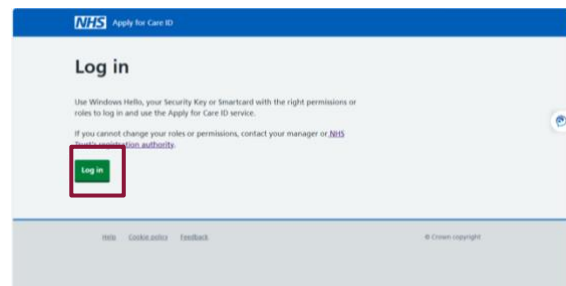 NHS Apply for Care ID
Log in
Use Windows Hello, your Security Key or Smartcard with the right permissions or
roles to log in and use the Apply for Care ID service.
If you cannot change your roles or permissions, contact your manager or NHS
Trust's registration authority.
Log in
Help Cookie policy Feedback © Crown copyright